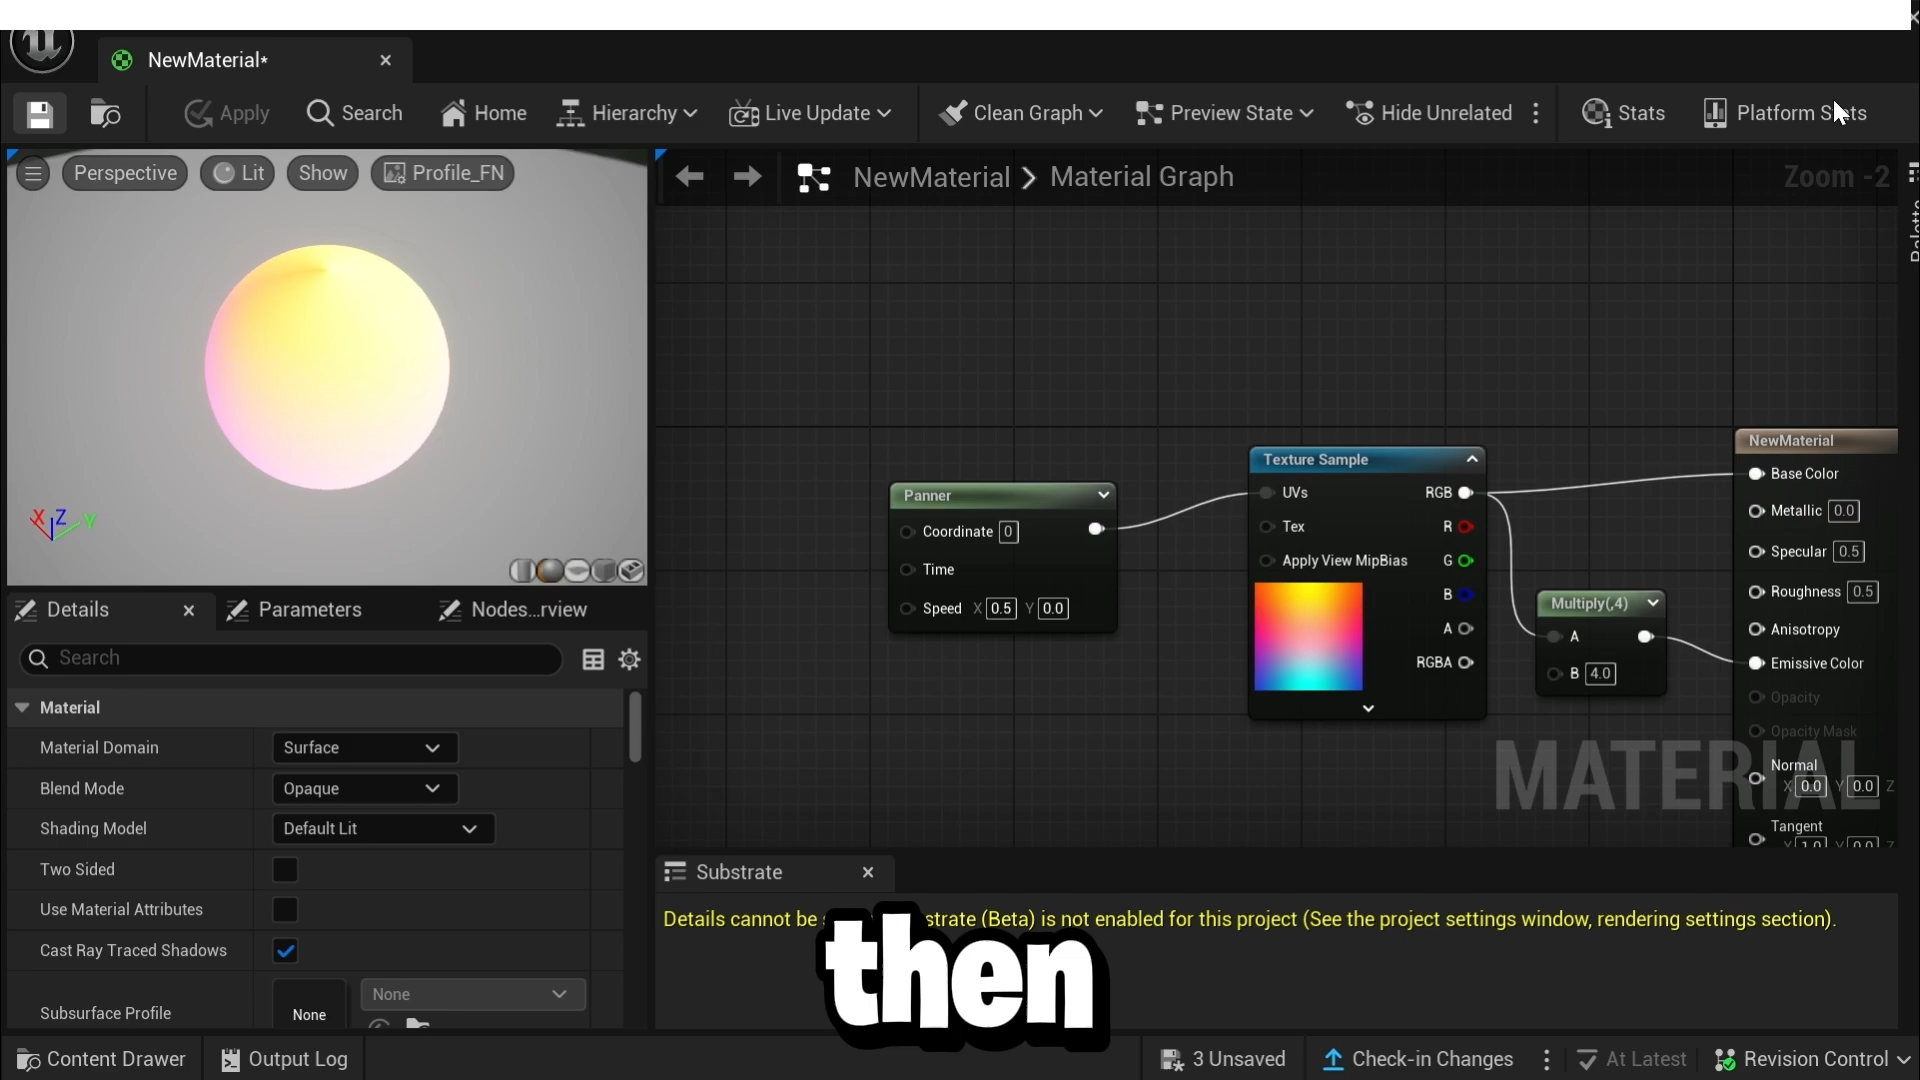 NewMaterial*
Apply
Search
Home
Hierarchy
Live Update
Clean Graph
Preview State
Hide Unrelated
Stats
Perspective
Lit
Show
Profile_FN
NewMaterial > Material Graph
Zoom -2
X Z Y
Panner
Coordinate 0
Time
Speed X 0.5 Y 0.0
Texture Sample
UVs RGB
Tex R
Apply View MipBias G
B
A
RGBA
Multiply(,4)
A
B 4.0
NewMaterial
Base Color
Metallic 0.0
Specular 0.5
Roughness 0.5
Anisotropy
Emissive Color
Opacity
Opacity Mask
Normal
X 0.0 Y 0.0 Z
Tangent
MATERIAL
Details
Parameters
Nodes...rview
Search
Material
Material Domain Surface
Blend Mode Opaque
Shading Model Default Lit
Two Sided
Use Material Attributes
Cast Ray Traced Shadows
Subsurface Profile None None
Substrate
Details cannot be strate (Beta) is not enabled for this project (See the project settings window, rendering settings section).
then
Content Drawer
Output Log
3 Unsaved
Check-in Changes
At Latest
Revision Control